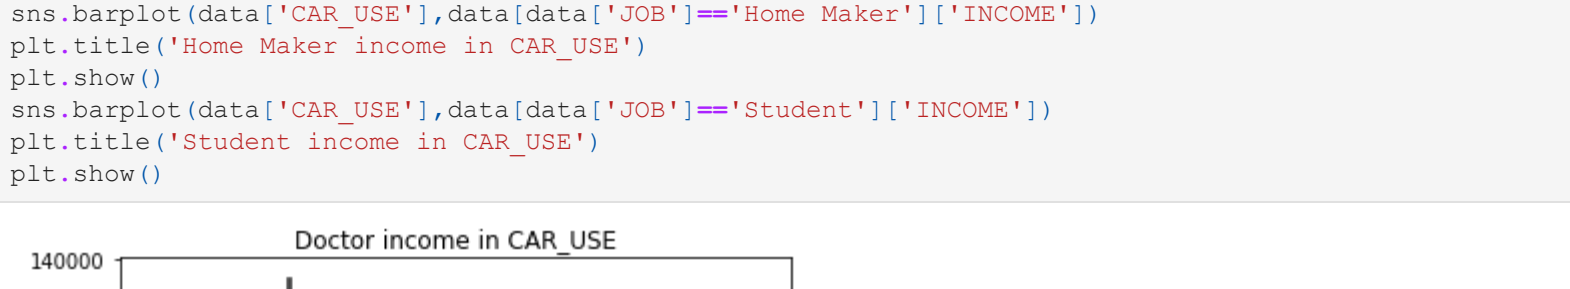 sns.barplot(data['CAR_USE'],data[data['JOB']=='Home Maker']['INCOME'])
plt.title('Home Maker income in CAR_USE')
plt.show()
sns.barplot(data['CAR_USE'],data[data['JOB']=='Student']['INCOME'])
plt.title('Student income in CAR_USE')
plt.show()
Doctor income in CAR_USE
140000